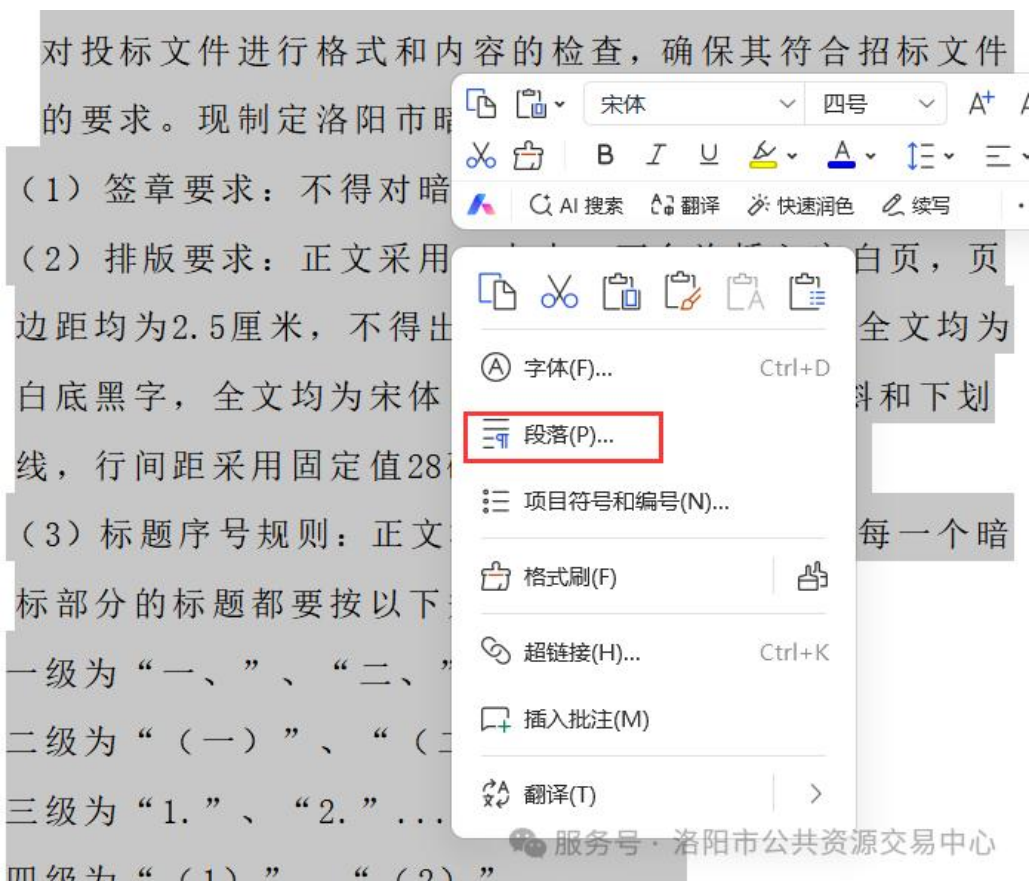 对投标文件进行格式和内容的检查，确保其符合招标文件
的要求。现制定洛阳市暗
（1）签章要求：不得对暗
（2）排版要求：正文采用
白页，页
边距均为2.5厘米，不得出
全文均为
白底黑字，全文均为宋体
斜和下划
线，行间距采用固定值28
（3）标题序号规则：正文
每一个暗
标部分的标题都要按以下
一级为“一、”、“二、”
二级为“（一）”、“（二
三级为“1.”、“2.”...
四级为“（1）”、“（2）”
宋体 四号 A+
B I U A
AI 搜索 翻译 快速润色 续写
字体(F)... Ctrl+D
段落(P)...
项目符号和编号(N)...
格式刷(F)
超链接(H)... Ctrl+K
插入批注(M)
翻译(T)
服务号 · 洛阳市公共资源交易中心